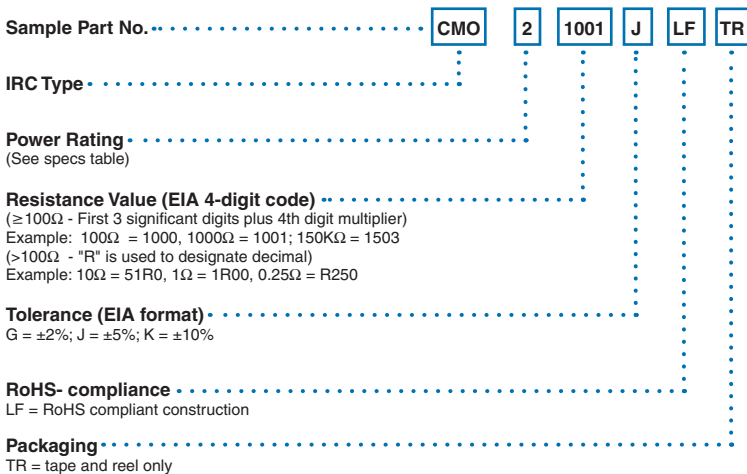 Sample Part No. CMO 2 1001 J LF TR
IRC Type
Power Rating
(See specs table)
Resistance Value (EIA 4-digit code)
(≥100Ω - First 3 significant digits plus 4th digit multiplier)
Example: 100Ω = 1000, 1000Ω = 1001; 150KΩ = 1503
(>100Ω - "R" is used to designate decimal)
Example: 10Ω = 51R0, 1Ω = 1R00, 0.25Ω = R250
Tolerance (EIA format)
G = ±2%; J = ±5%; K = ±10%
RoHS- compliance
LF = RoHS compliant construction
Packaging
TR = tape and reel only